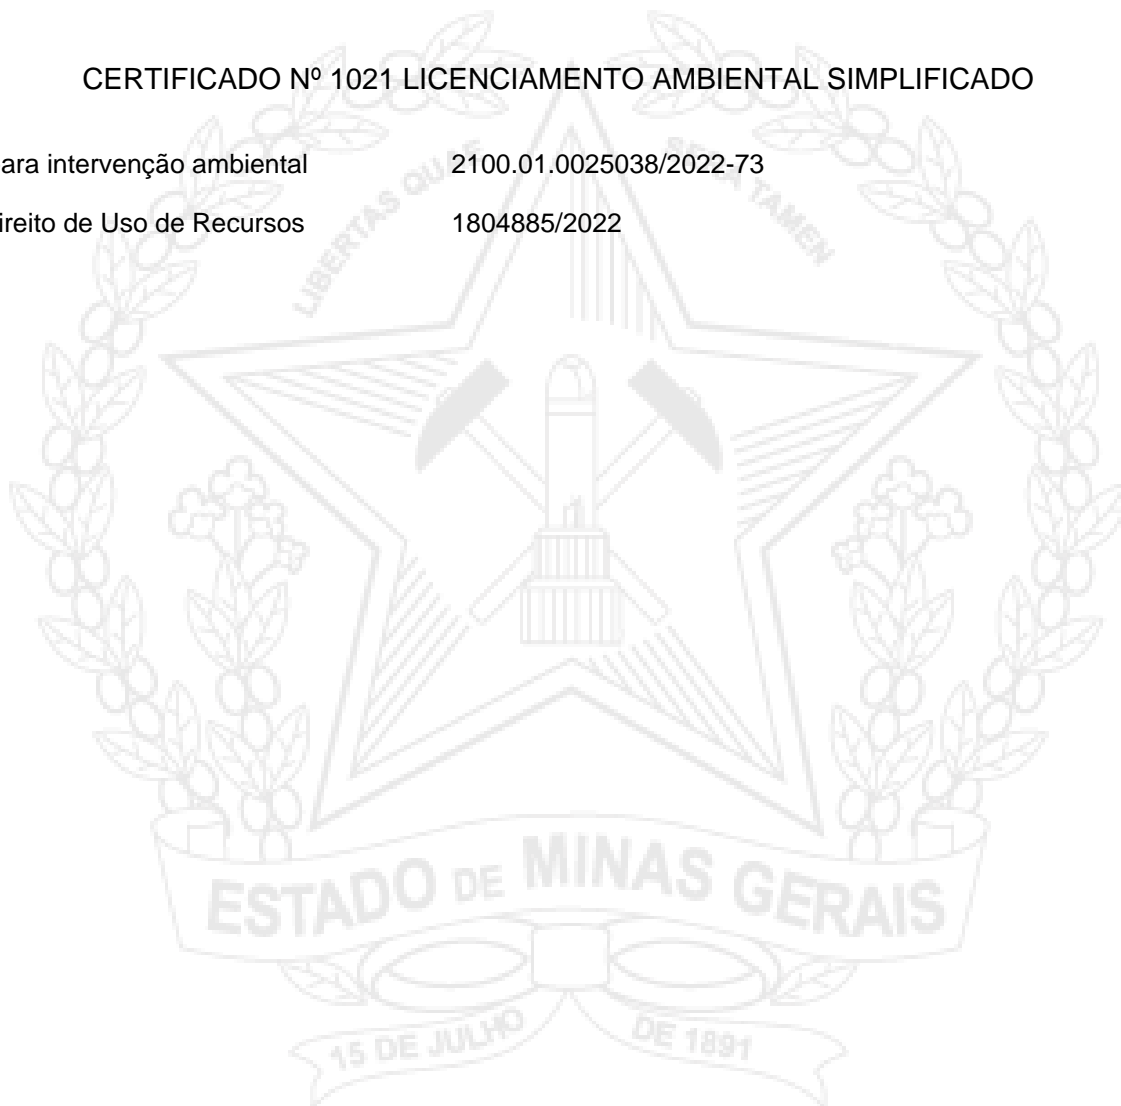 CERTIFICADO Nº 1021 LICENCIAMENTO AMBIENTAL SIMPLIFICADO
ara intervenção ambiental 2100.01.0025038/2022-73
ireito de Uso de Recursos 1804885/2022
LIBERTAS QUAE SERA TAMEN
ESTADO DE MINAS GERAIS
15 DE JULHO DE 1891